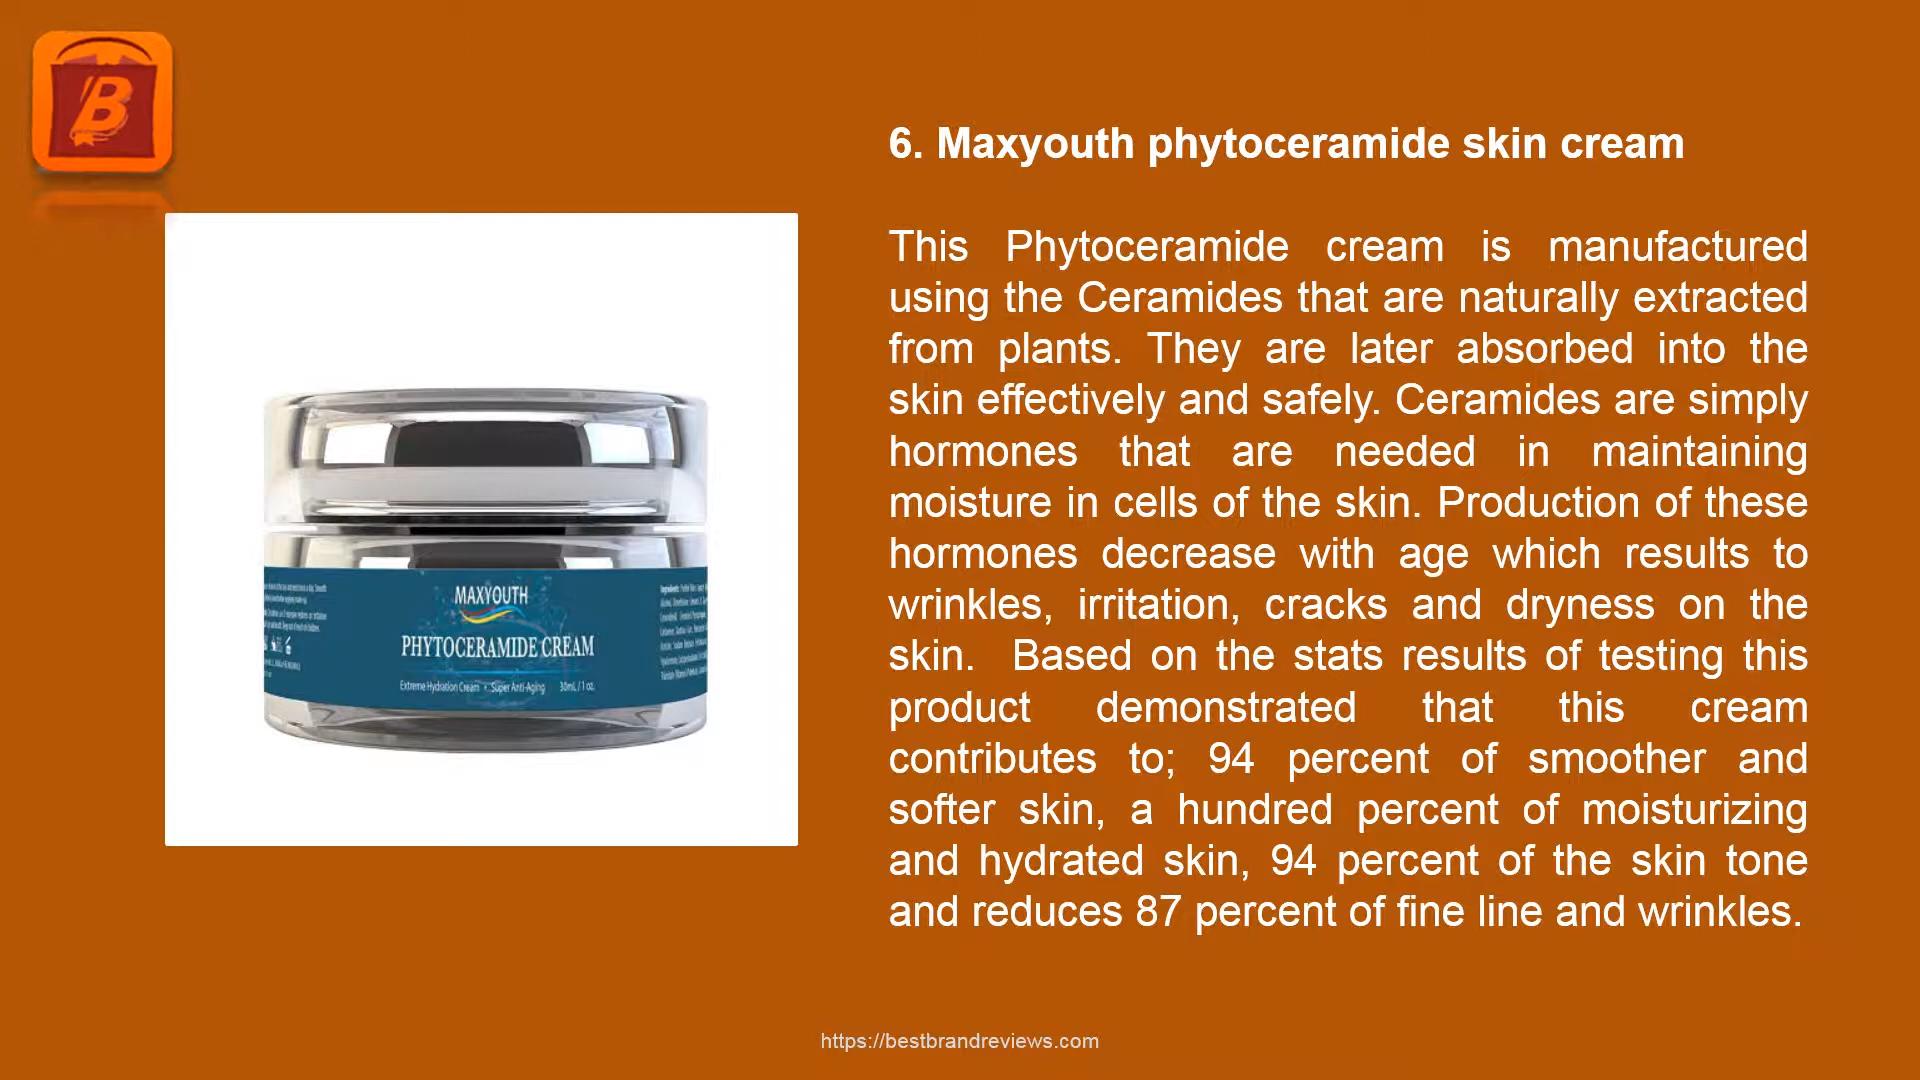 B
6. Maxyouth phytoceramide skin cream
This Phytoceramide cream is manufactured
using the Ceramides that are naturally extracted
from plants. They are later absorbed into the
skin effectively and safely. Ceramides are simply
hormones that are needed in maintaining
moisture in cells of the skin. Production of these
hormones decrease with age which results to
wrinkles, irritation, cracks and dryness on the
skin. Based on the stats results of testing this
product demonstrated that this cream
contributes to; 94 percent of smoother and
softer skin, a hundred percent of moisturizing
and hydrated skin, 94 percent of the skin tone
and reduces 87 percent of fine line and wrinkles.
MAXYOUTH
PHYTOCERAMIDE CREAM
Extreme Hydration Cream • Super Anti-Aging 30mL / 1 oz.
https://bestbrandreviews.com